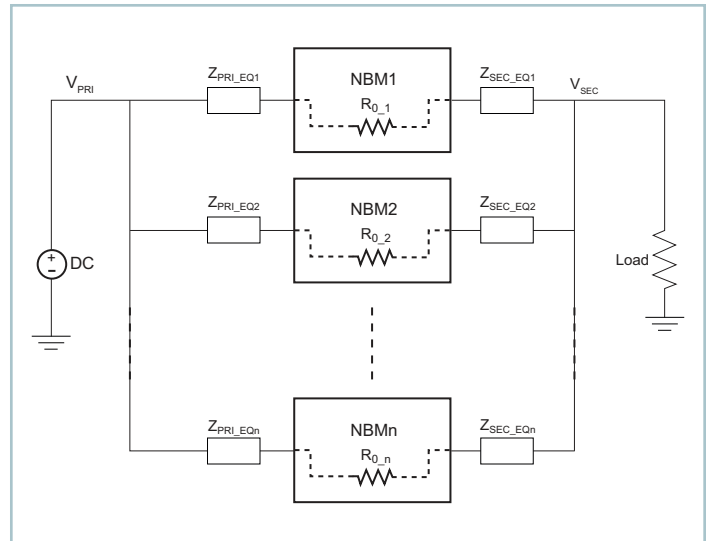 V_PRI
Z_PRI_EQ1
NBM1
R_0_1
Z_SEC_EQ1
V_SEC
Z_PRI_EQ2
NBM2
R_0_2
Z_SEC_EQ2
+
DC
Load
Z_PRI_EQn
NBMn
R_0_n
Z_SEC_EQn